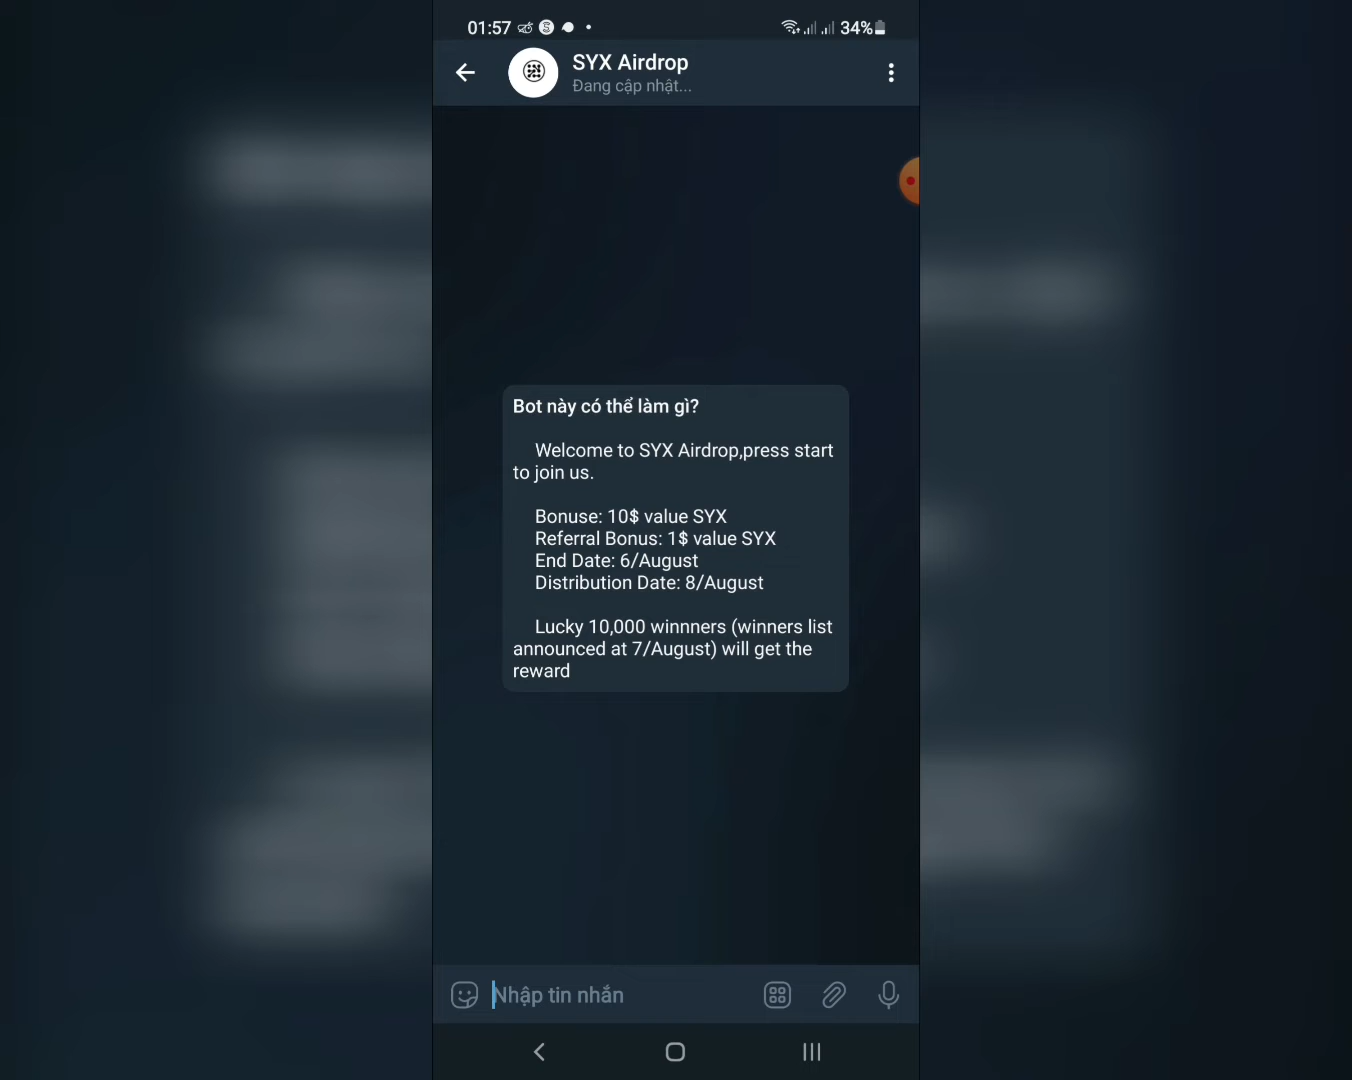 01:57
34%
SYX Airdrop
Đang cập nhật...
Bot này có thể làm gì?
Welcome to SYX Airdrop,press start
to join us.
Bonuse: 10$ value SYX
Referral Bonus: 1$ value SYX
End Date: 6/August
Distribution Date: 8/August
Lucky 10,000 winnners (winners list
announced at 7/August) will get the
reward
Nhập tin nhắn